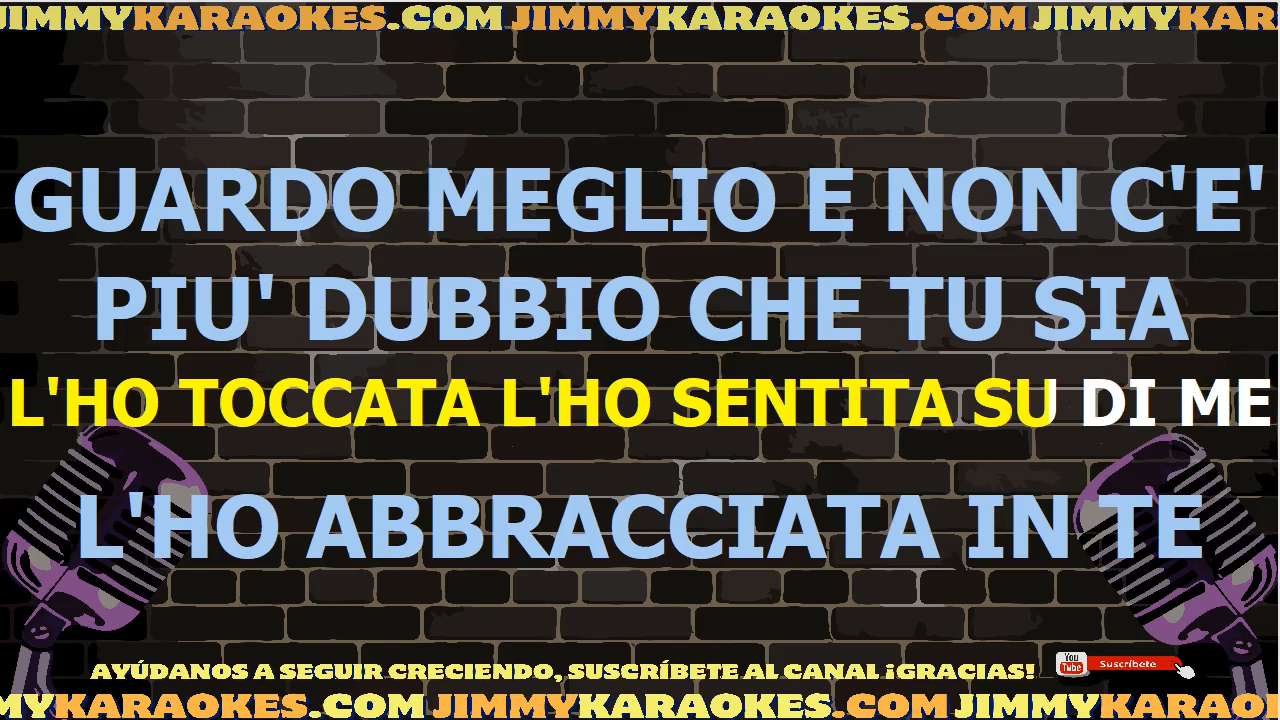 JIMMYKARAOKES.COM JIMMYKARAOKES.COM JIMMYKAR
GUARDO MEGLIO E NON C'E'
PIU' DUBBIO CHE TU SIA
L'HO TOCCATA L'HO SENTITA SU DI ME
L'HO ABBRACCIATA IN TE
AYÚDANOS A SEGUIR CRECIENDO, SUSCRÍBETE AL CANAL ¡GRACIAS!
You Tube Suscríbete
MYKARAOKES.COM JIMMYKARAOKES.COM JIMMYKARAO